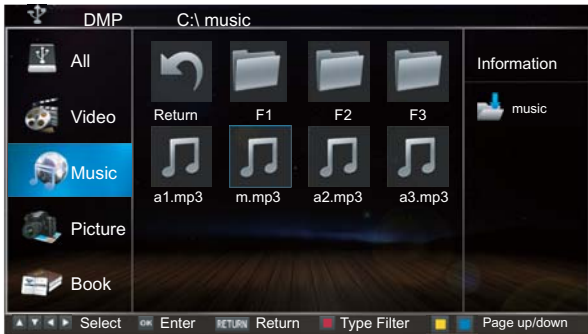 DMP C:\ music
All
Video
Music
Picture
Book
Return F1 F2 F3
a1.mp3 m.mp3 a2.mp3 a3.mp3
Information
music
Select OK Enter RETURN Return Type Filter Page up/down